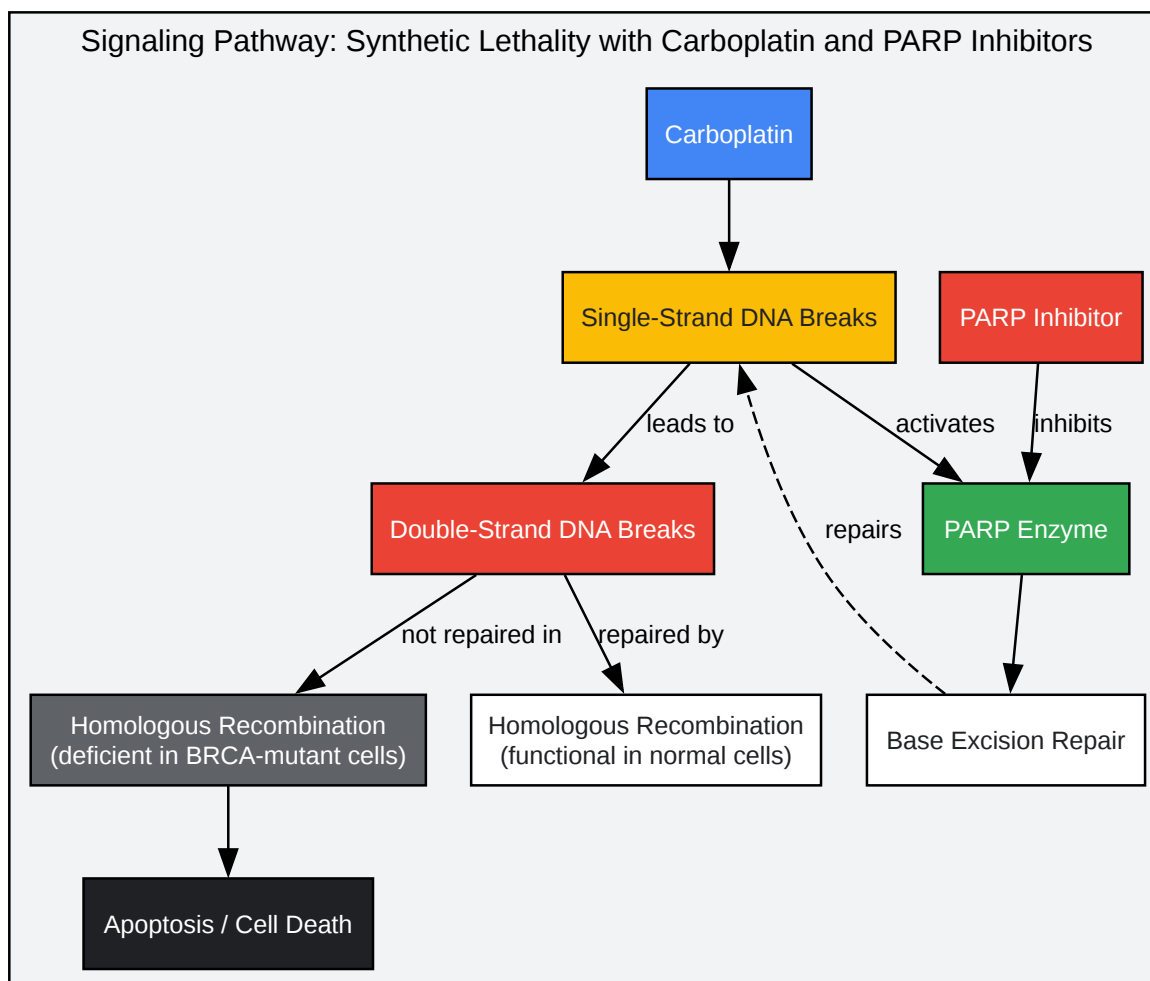 Signaling Pathway: Synthetic Lethality with Carboplatin and PARP Inhibitors
Carboplatin
Single-Strand DNA Breaks
PARP Inhibitor
leads to
activates
inhibits
Double-Strand DNA Breaks
repairs
PARP Enzyme
not repaired in
repaired by
Homologous Recombination
(deficient in BRCA-mutant cells)
Homologous Recombination
(functional in normal cells)
Base Excision Repair
Apoptosis / Cell Death